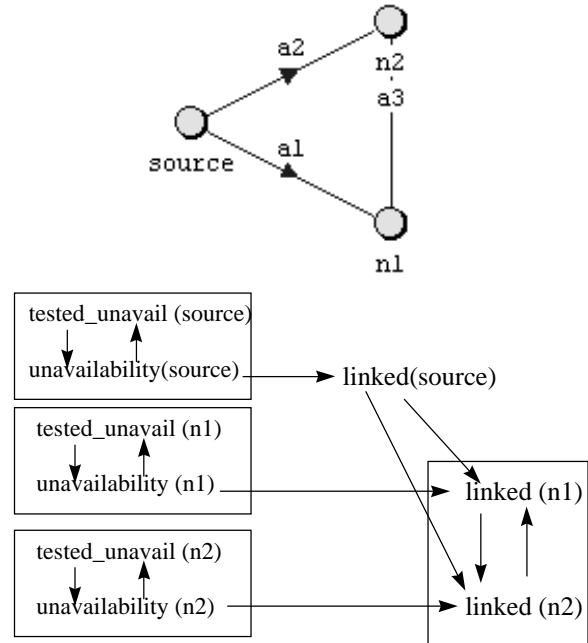 a2
n2
a3
source
a1
n1
tested_unavail (source)
unavailability(source)
linked(source)
tested_unavail (n1)
unavailability (n1)
linked (n1)
tested_unavail (n2)
unavailability (n2)
linked (n2)